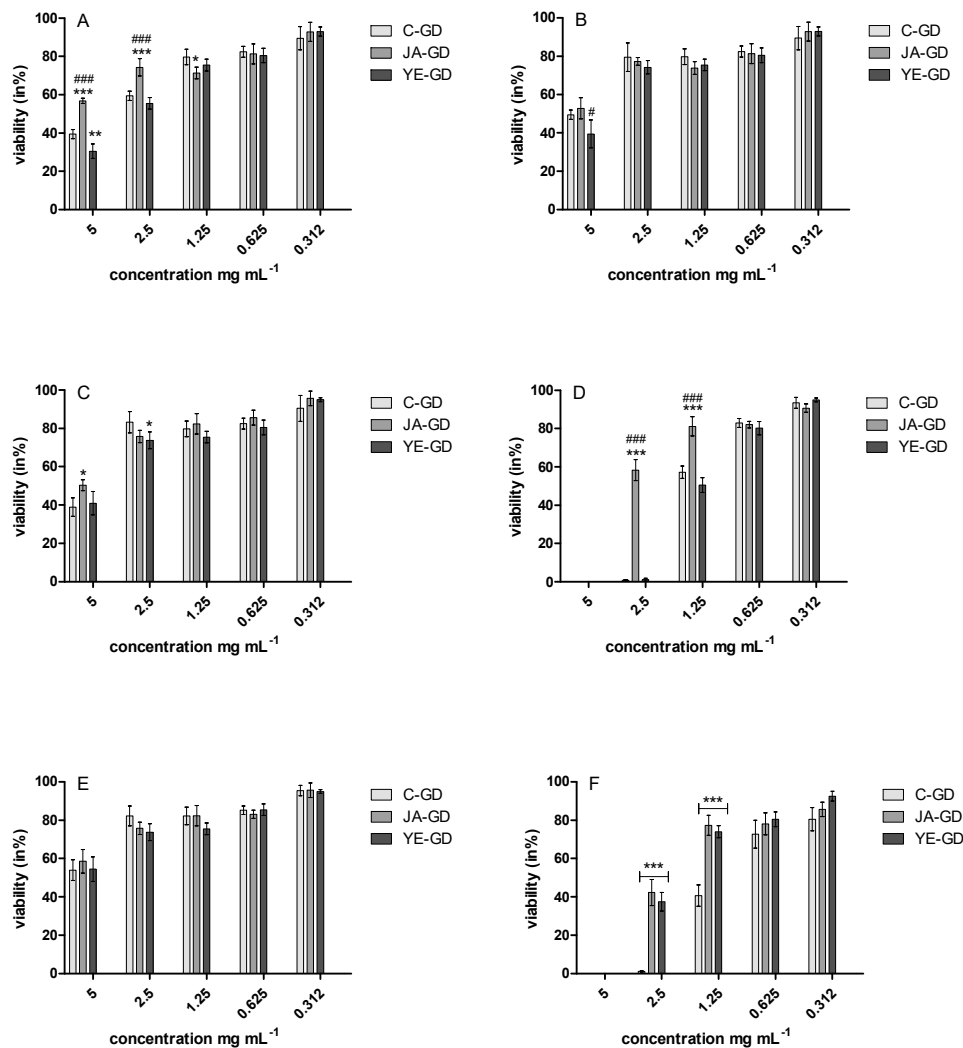 A
100
80
60
40
20
0
viability (in%)
###
***
**
###
***
*
5
2.5
1.25
0.625
0.312
concentration mg mL-1
C-GD
JA-GD
YE-GD
B
100
80
60
40
20
0
viability (in%)
#
5
2.5
1.25
0.625
0.312
concentration mg mL-1
C-GD
JA-GD
YE-GD
C
100
80
60
40
20
0
viability (in%)
*
*
5
2.5
1.25
0.625
0.312
concentration mg mL-1
C-GD
JA-GD
YE-GD
D
100
80
60
40
20
0
viability (in%)
###
***
###
***
5
2.5
1.25
0.625
0.312
concentration mg mL-1
C-GD
JA-GD
YE-GD
E
100
80
60
40
20
0
viability (in%)
5
2.5
1.25
0.625
0.312
concentration mg mL-1
C-GD
JA-GD
YE-GD
F
100
80
60
40
20
0
viability (in%)
***
***
5
2.5
1.25
0.625
0.312
concentration mg mL-1
C-GD
JA-GD
YE-GD